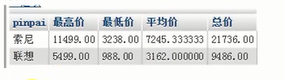 pinpai 最高价 最低价 平均价 总价
索尼 11499.00 3238.00 7245.333333 21736.00
联想 5499.00 988.00 3162.000000 9486.00